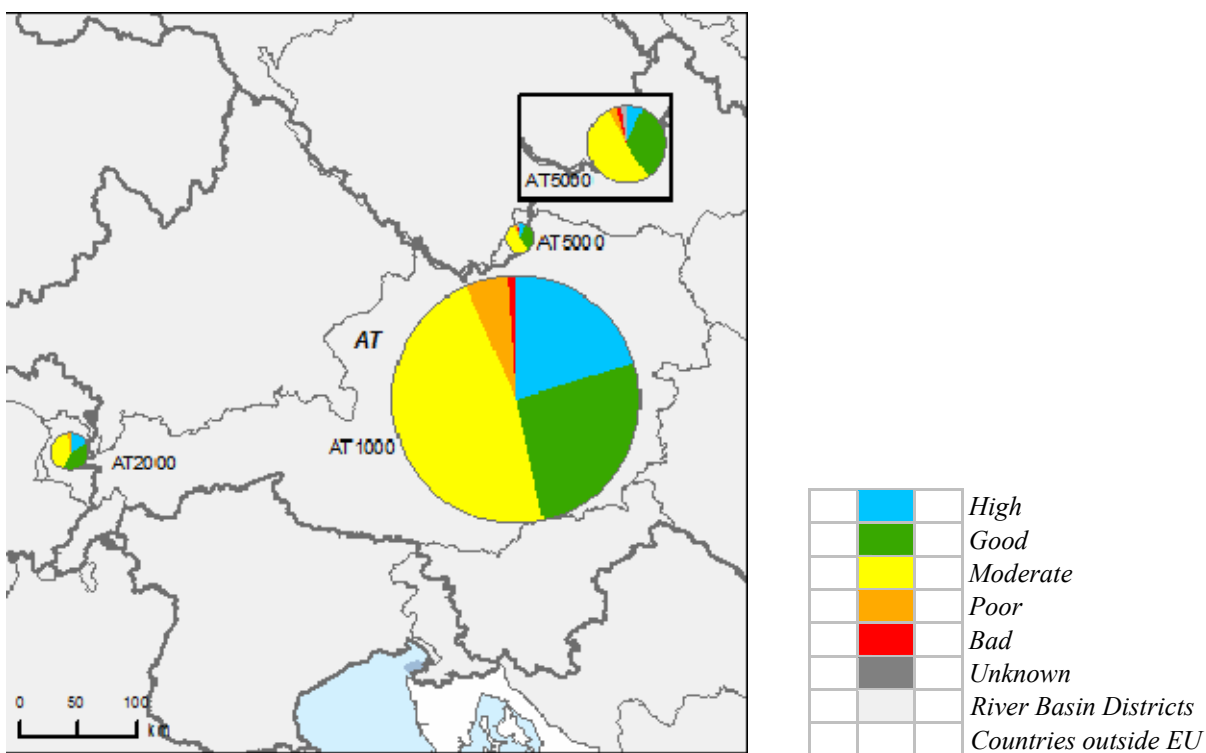 AT5000
AT5000
AT
AT1000
AT2000
0 50 100
km
High
Good
Moderate
Poor
Bad
Unknown
River Basin Districts
Countries outside EU